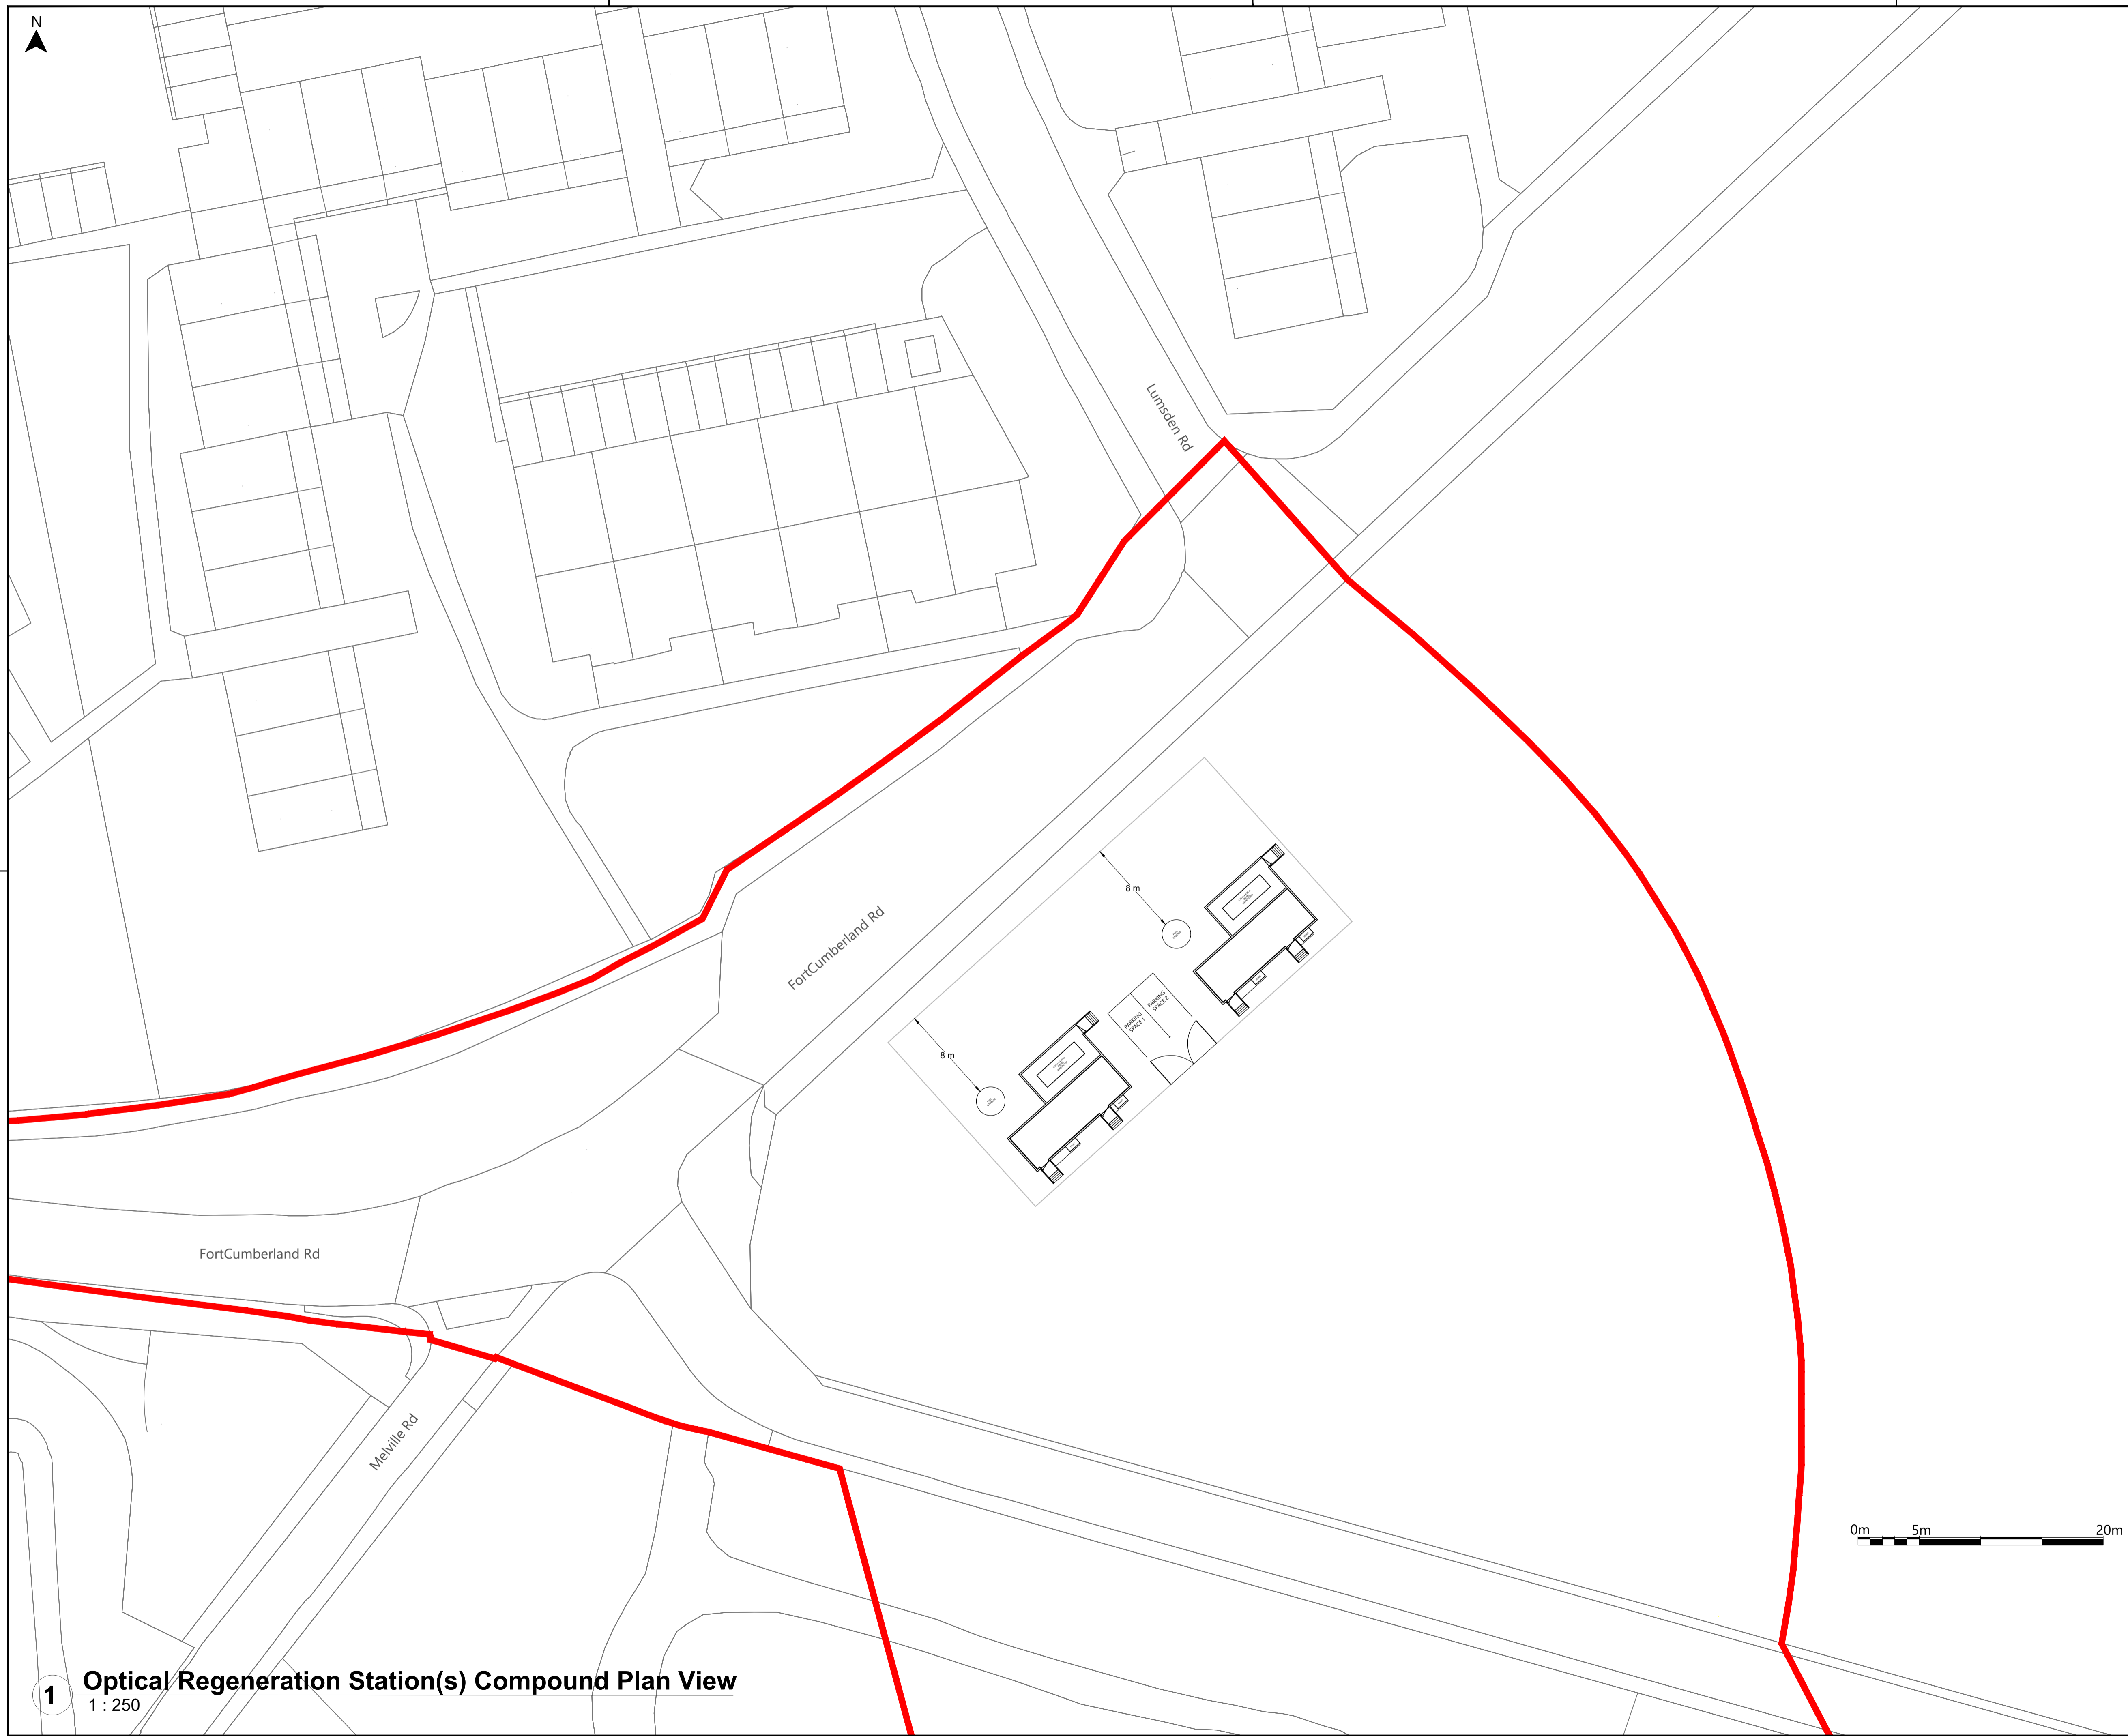 N
Lumsden Rd
8 m
FortCumberland Rd
PARKING
SPACE 2
PARKING
SPACE 1
8 m
FortCumberland Rd
Melville Rd
0m 5m 20m
1 Optical Regeneration Station(s) Compound Plan View
1 : 250